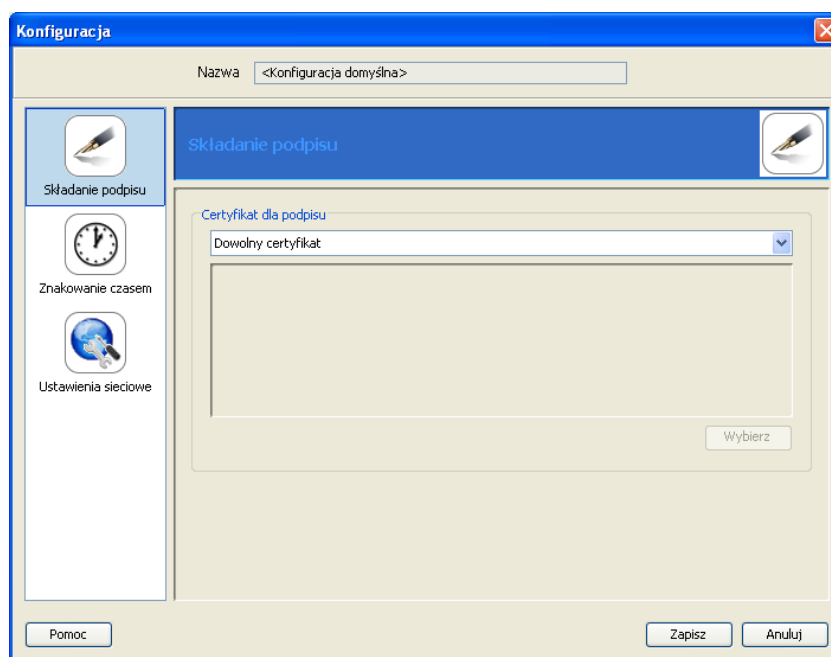 Konfiguracja
Nazwa <Konfiguracja domyślna>
Składanie podpisu
Składanie podpisu
Znakowanie czasem
Ustawienia sieciowe
Certyfikat dla podpisu
Dowolny certyfikat
Wybierz
Pomoc Zapisz Anuluj